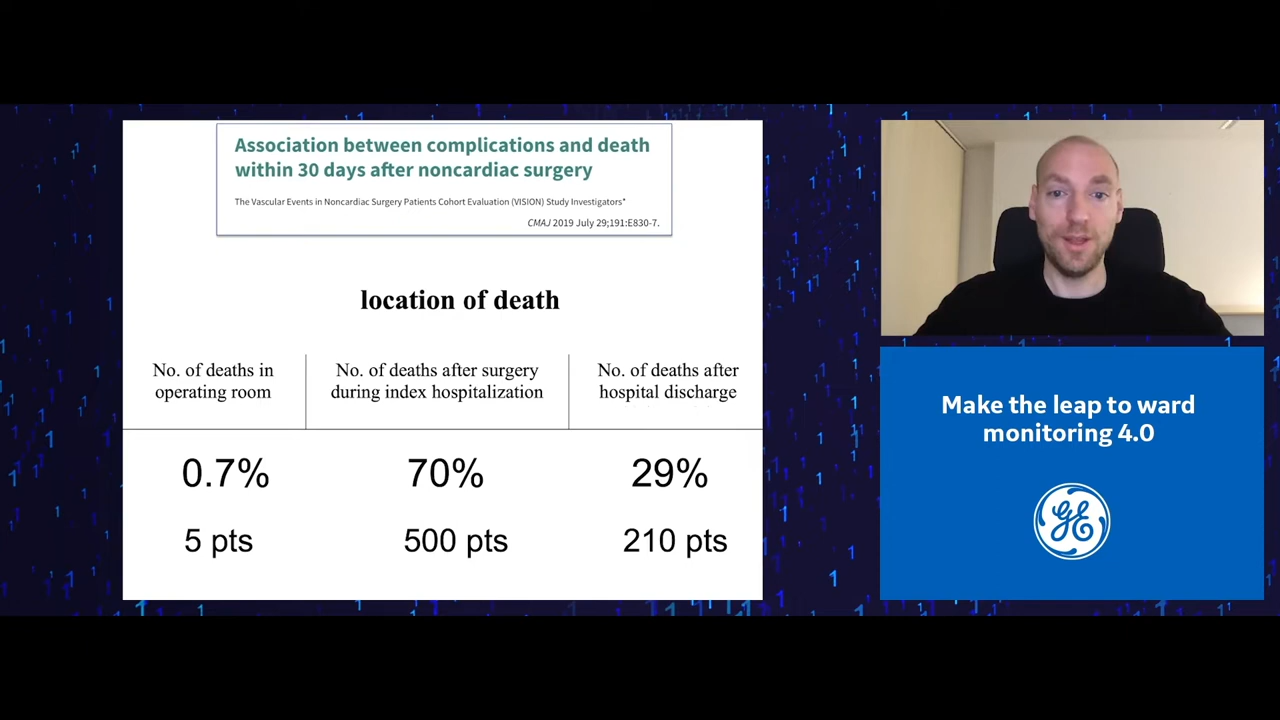 Association between complications and death
within 30 days after noncardiac surgery
The Vascular Events in Noncardiac Surgery Patients Cohort Evaluation (VISION) Study Investigators*
CMAJ 2019 July 29;191:E830-7.
location of death
No. of deaths in
operating room
No. of deaths after surgery
during index hospitalization
No. of deaths after
hospital discharge
0.7%
70%
29%
5 pts
500 pts
210 pts
Make the leap to ward
monitoring 4.0
GE